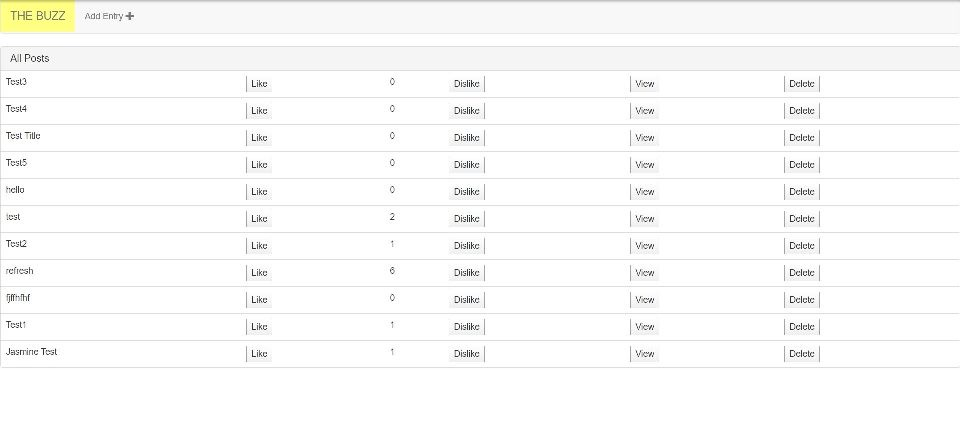 THE BUZZ Add Entry
All Posts
Test3 Like 0 Dislike View Delete
Test4 Like 0 Dislike View Delete
Test Title Like 0 Dislike View Delete
Test5 Like 0 Dislike View Delete
hello Like 0 Dislike View Delete
test Like 2 Dislike View Delete
Test2 Like 1 Dislike View Delete
refresh Like 6 Dislike View Delete
fjffhfhf Like 0 Dislike View Delete
Test1 Like 1 Dislike View Delete
Jasmine Test Like 1 Dislike View Delete